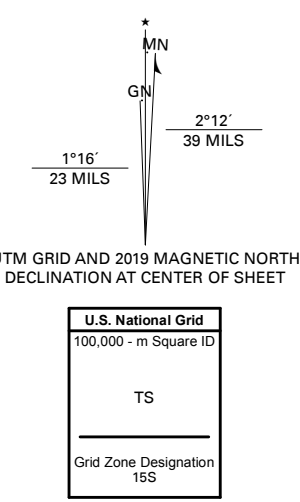 ★
MN
GN
2°12´
39 MILS
1°16´
23 MILS
UTM GRID AND 2019 MAGNETIC NORTH
DECLINATION AT CENTER OF SHEET
U.S. National Grid
100,000 - m Square ID
TS
Grid Zone Designation
15S